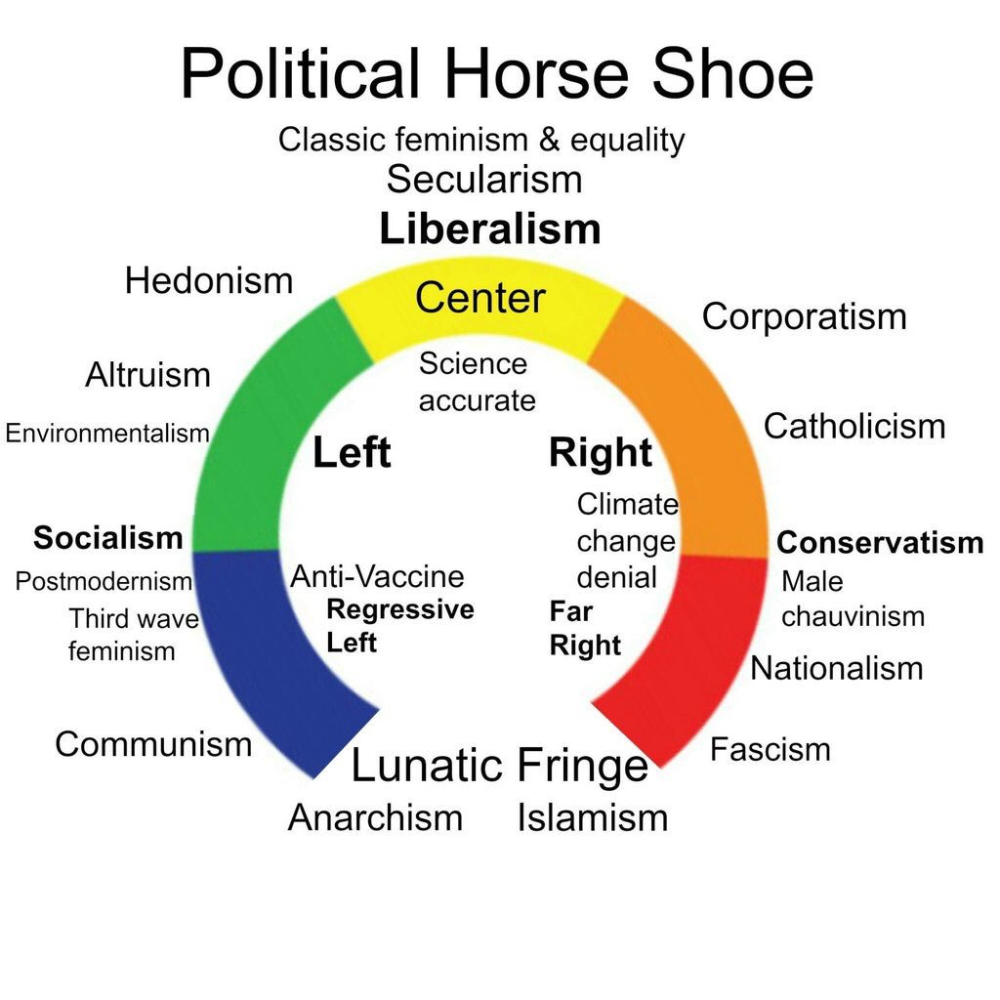 Political Horse Shoe
Classic feminism & equality
Secularism
Liberalism
Hedonism
Center
Corporatism
Altruism
Science
accurate
Environmentalism
Catholicism
Left
Right
Climate
change
denial
Socialism
Conservatism
Postmodernism
Anti-Vaccine
Male
chauvinism
Third wave
feminism
Regressive
Left
Far
Right
Nationalism
Communism
Lunatic Fringe
Fascism
Anarchism
Islamism